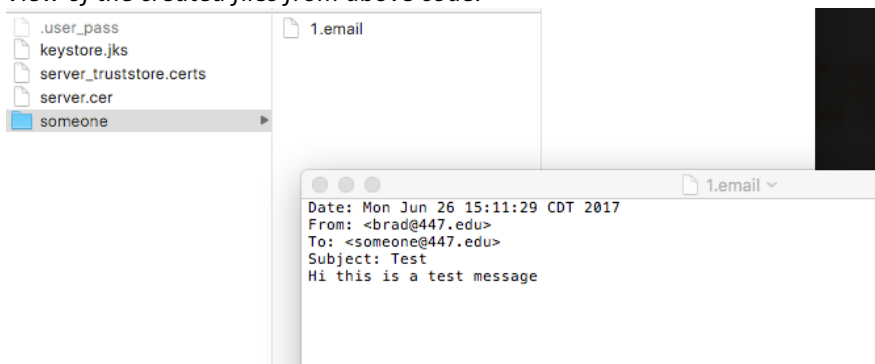 View of the created files from above code.
.user_pass
keystore.jks
server_truststore.certs
server.cer
someone
1.email
1.email
Date: Mon Jun 26 15:11:29 CDT 2017
From: <brad@447.edu>
To: <someone@447.edu>
Subject: Test
Hi this is a test message